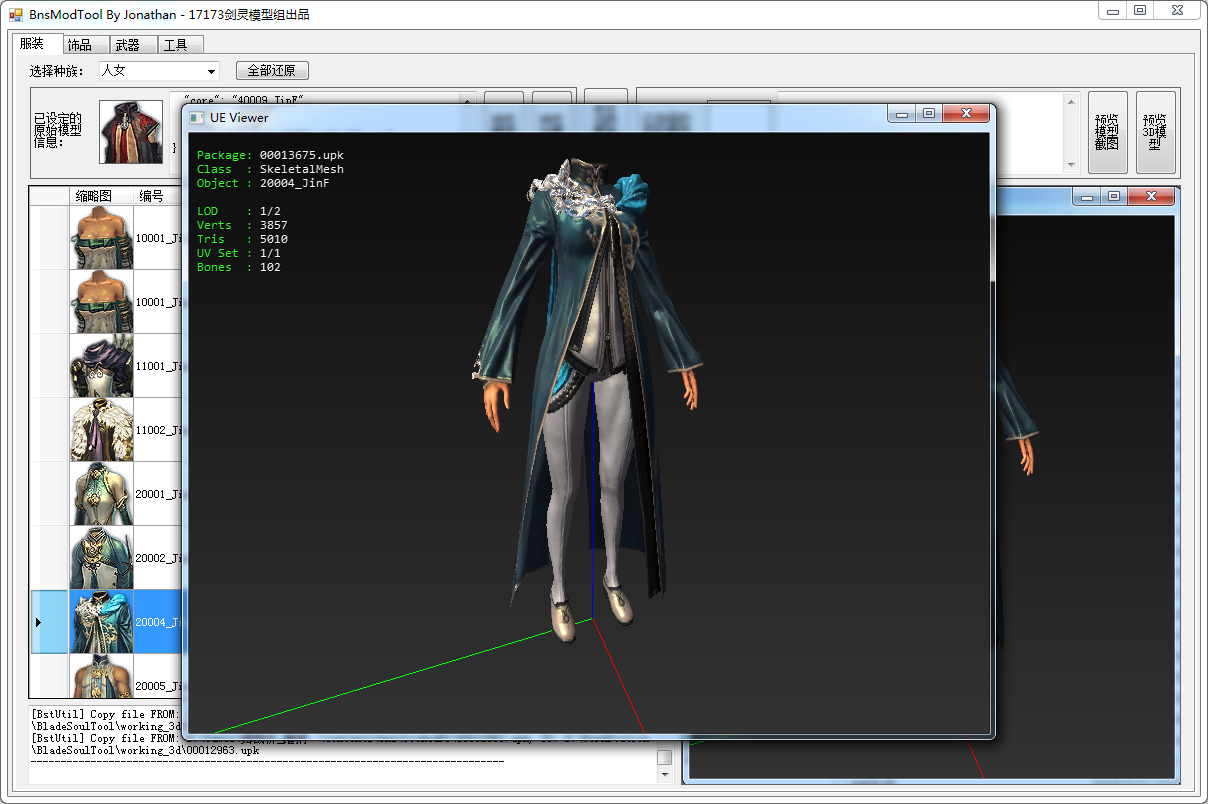 BnsModTool By Jonathan - 17173剑灵模型组出品
服装 饰品 武器 工具
选择种族： 人女 全部还原
已设定的
原始模型
信息：
"core": "40009_JinF"
}
预览
模型
截图
预览
3D模
型
缩略图 编号
10001_Ji
10001_Ji
11001_Ji
11002_Ji
20001_Ji
20002_Ji
20004_Ji
20005_Ji
UE Viewer
Package: 00013675.upk
Class : SkeletalMesh
Object : 20004_JinF
LOD : 1/2
Verts : 3857
Tris : 5010
UV Set : 1/1
Bones : 102
[BstUtil] Copy file FROM:
\BladeSoulTool\working_3d
[BstUtil] Copy file FROM:
\BladeSoulTool\working_3d\00012963.upk
--------------------------------------------------------------------------------